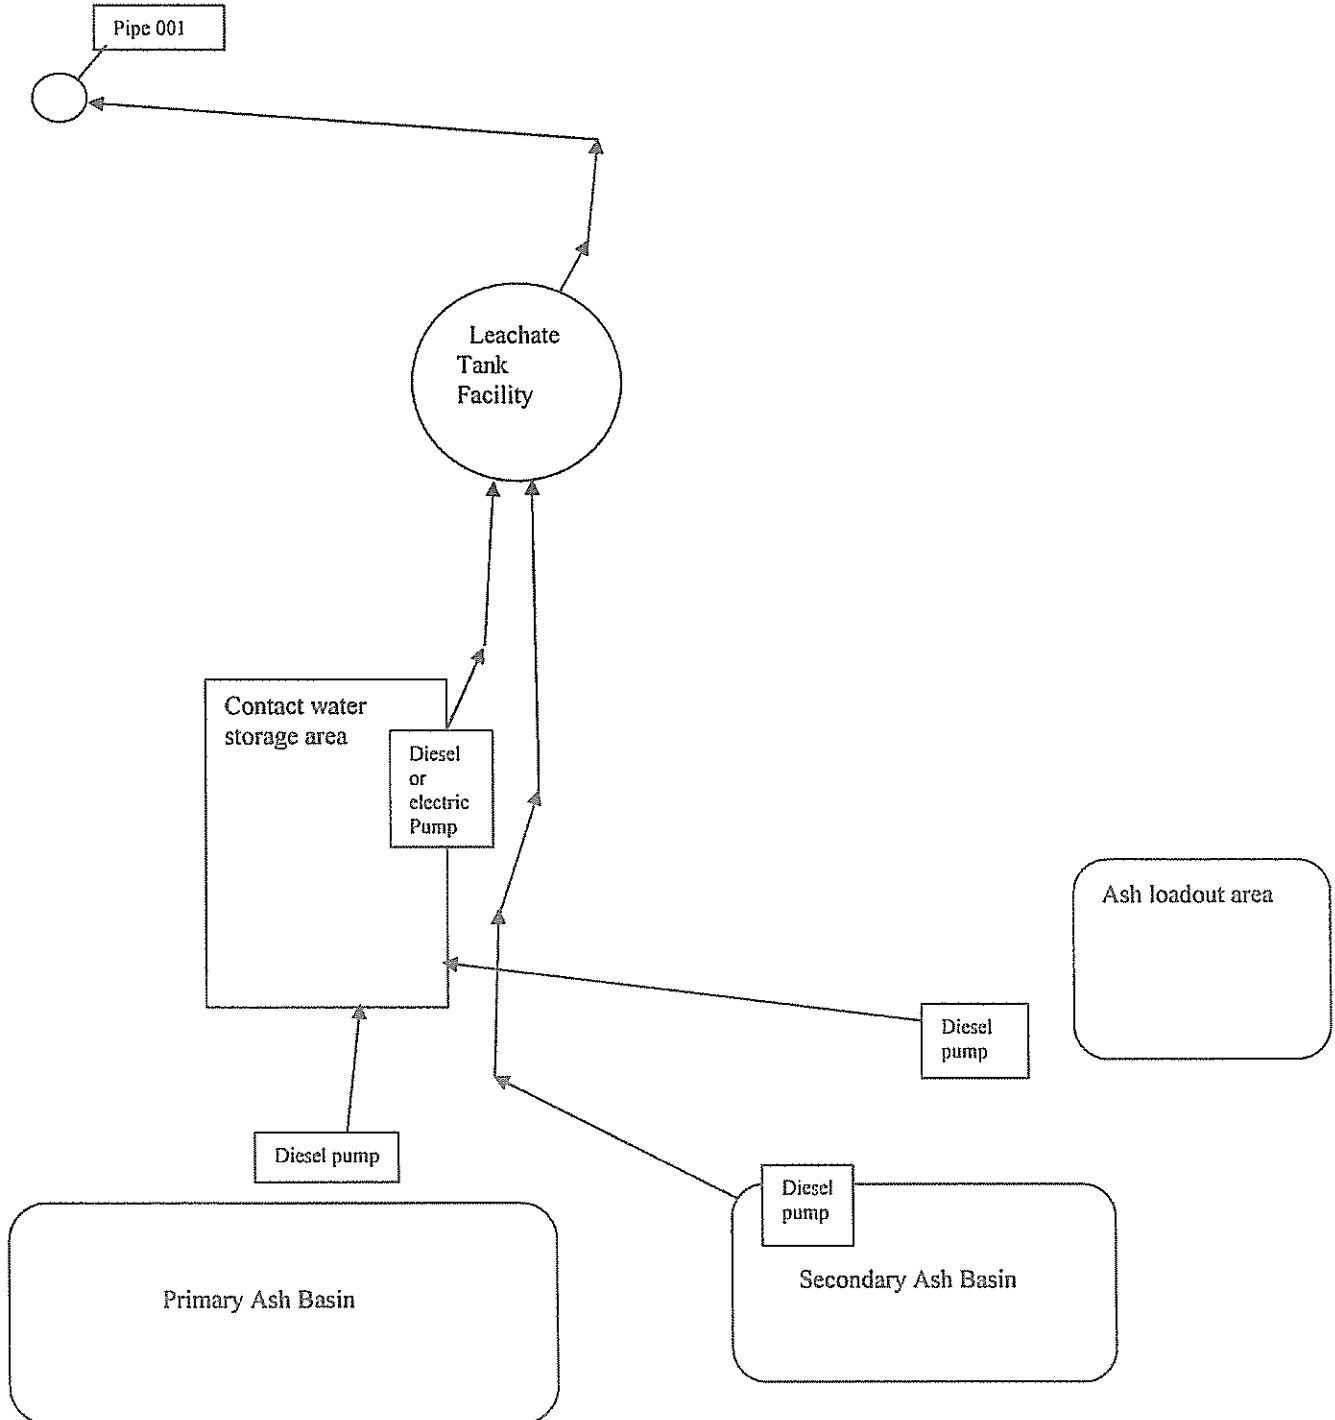 Pipe 001
Leachate
Tank
Facility
Contact water
storage area
Diesel
or
electric
Pump
Ash loadout area
Diesel
pump
Diesel pump
Diesel
pump
Secondary Ash Basin
Primary Ash Basin